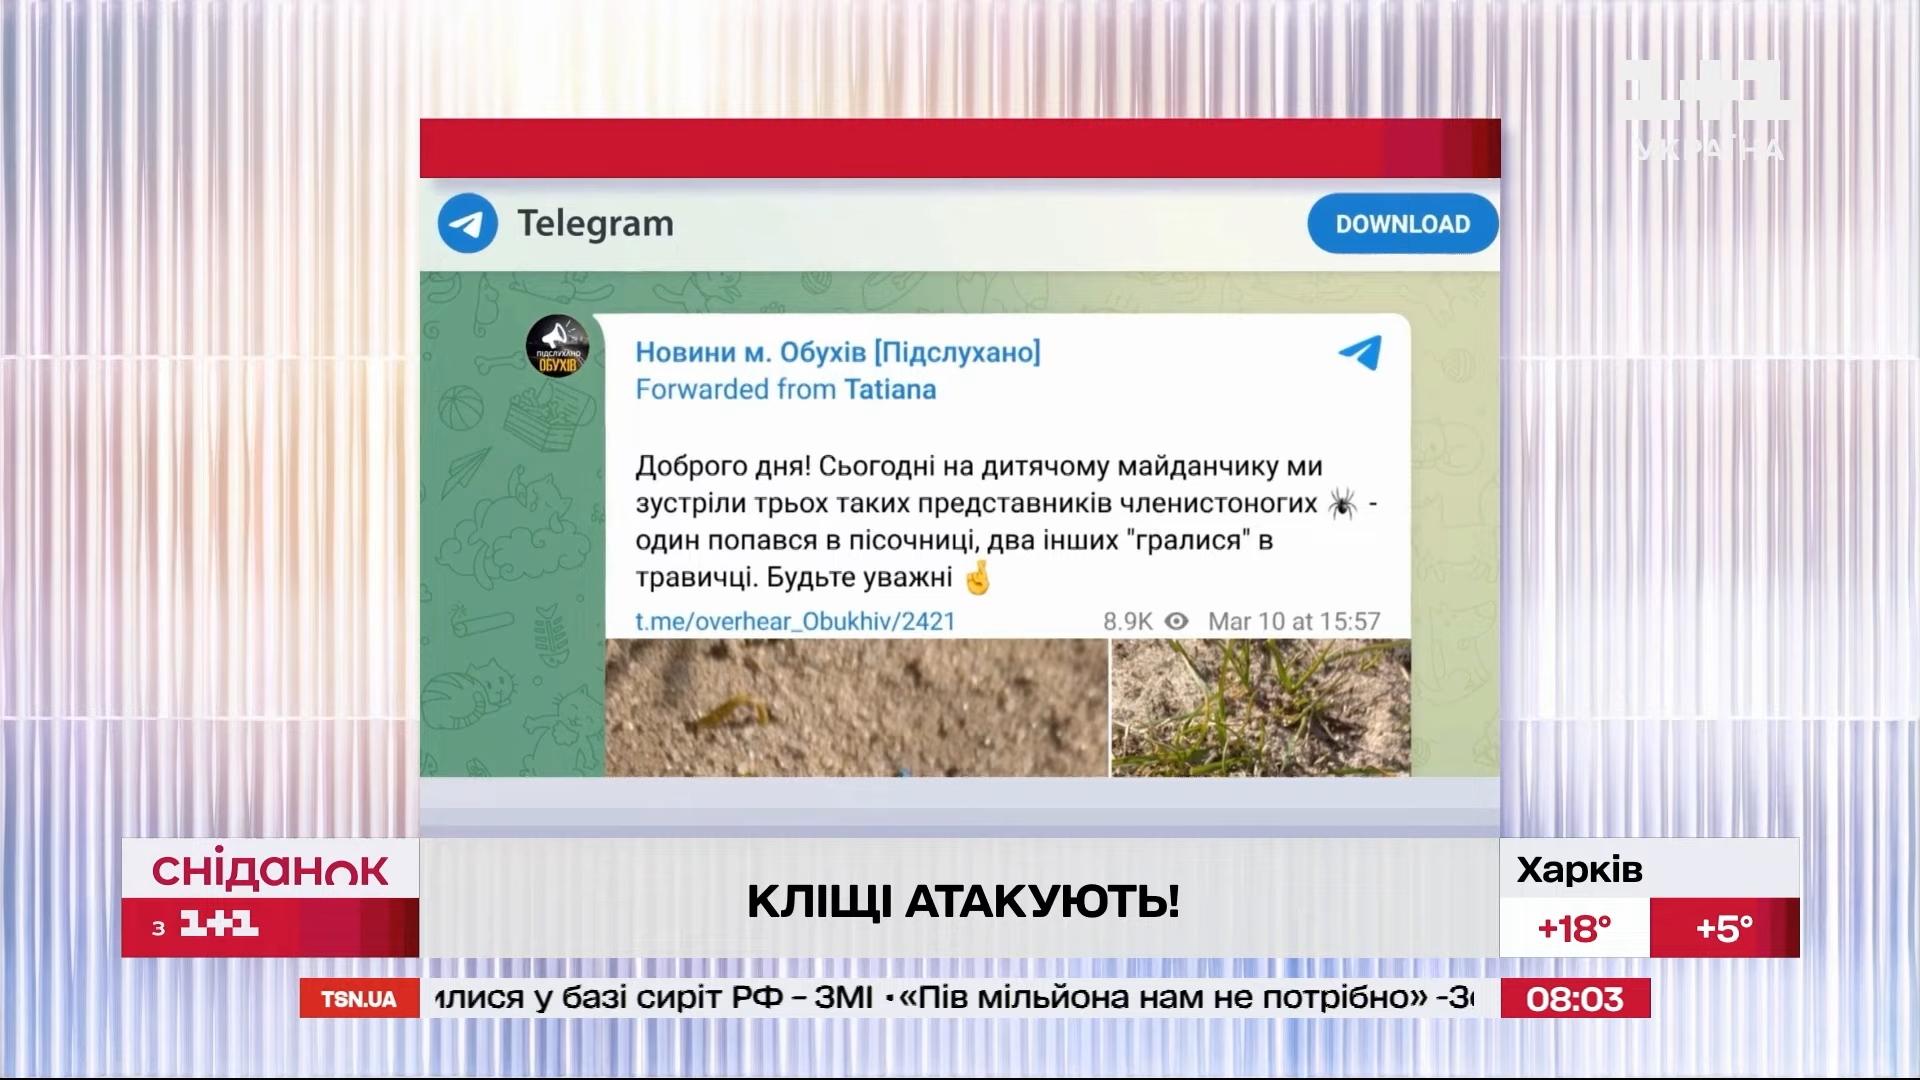 1+1
УКРАЇНА
Telegram
DOWNLOAD
ПІДСЛУХАНО
ОБУХІВ
Новини м. Обухів [Підслухано]
Forwarded from Tatiana
Доброго дня! Сьогодні на дитячому майданчику ми
зустріли трьох таких представників членистоногих 🕷 -
один попався в пісочниці, два інших "гралися" в
травичці. Будьте уважні 🤞
t.me/overhear_Obukhiv/2421
8.9K Mar 10 at 15:57
СНІДАНОК
з 1+1
КЛІЩІ АТАКУЮТЬ!
Харків
+18° +5°
TSN.UA
илися у базі сиріт РФ – ЗМІ •«Пів мільйона нам не потрібно» -
08:03